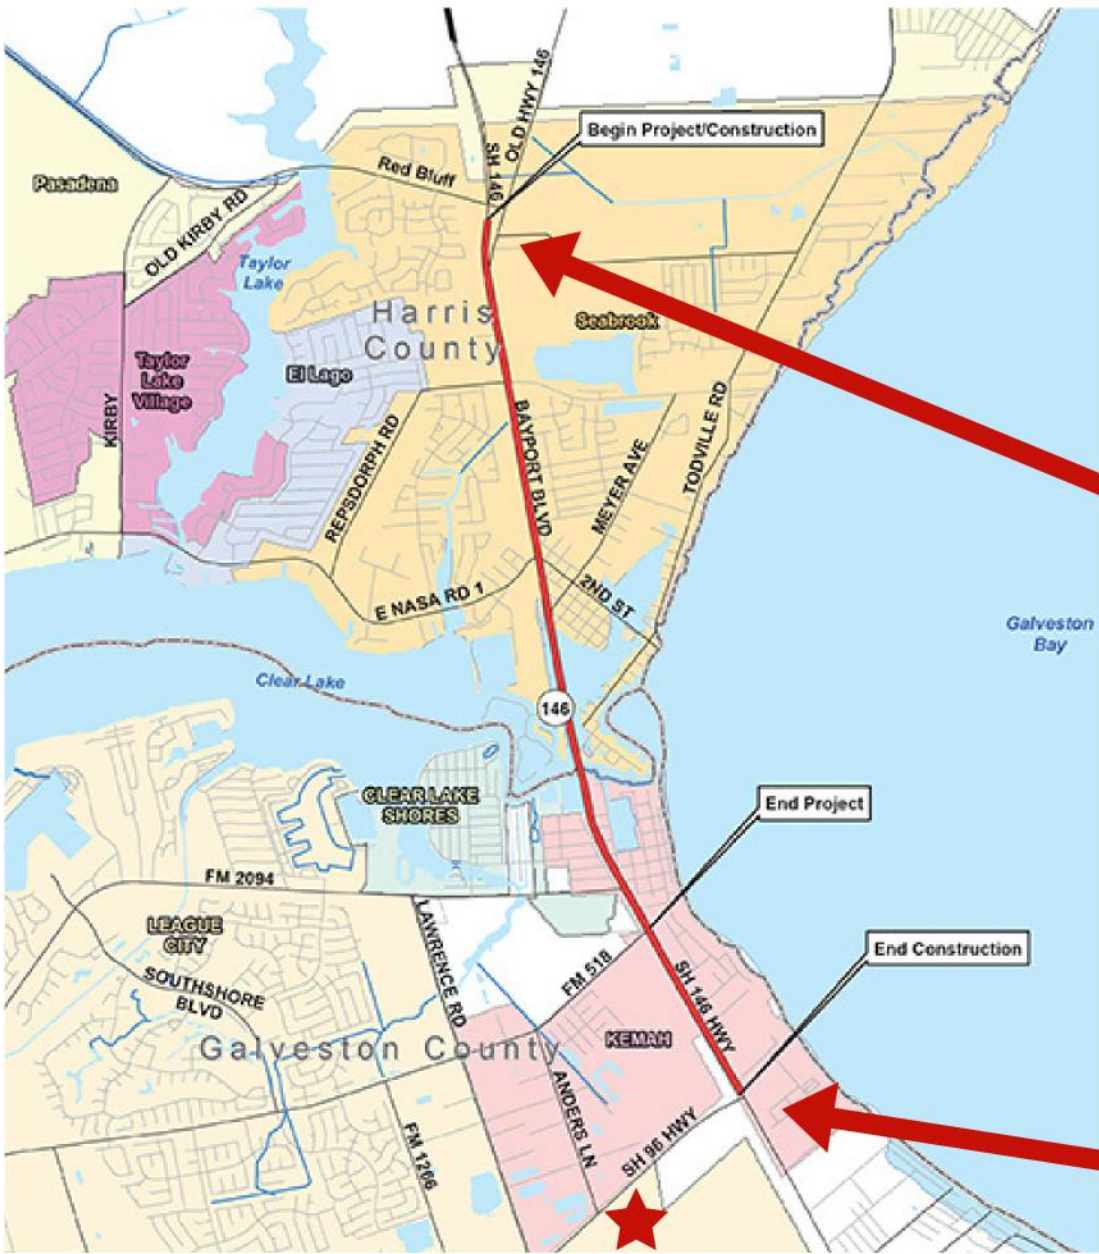 OLD HWY 146
SH 146
Begin Project/Construction
Red Bluff
Pasadena
OLD KIRBY RD
Taylor
Lake
Harris
County
Seabrook
Taylor
Lake
Village
El Lago
KIRBY
REPSDORPH RD
BAYPORT BLVD
MEYER AVE
TODVILLE RD
E NASA RD 1
2ND ST
Galveston
Bay
Clear Lake
146
CLEAR LAKE
SHORES
End Project
FM 2094
LEAGUE
CITY
LAWRENCE RD
End Construction
SOUTHSHORE
BLVD
FM 518
SH 146 HWY
KEMAH
Galveston County
ANDERS LN
SH 96 HWY
FM 1266